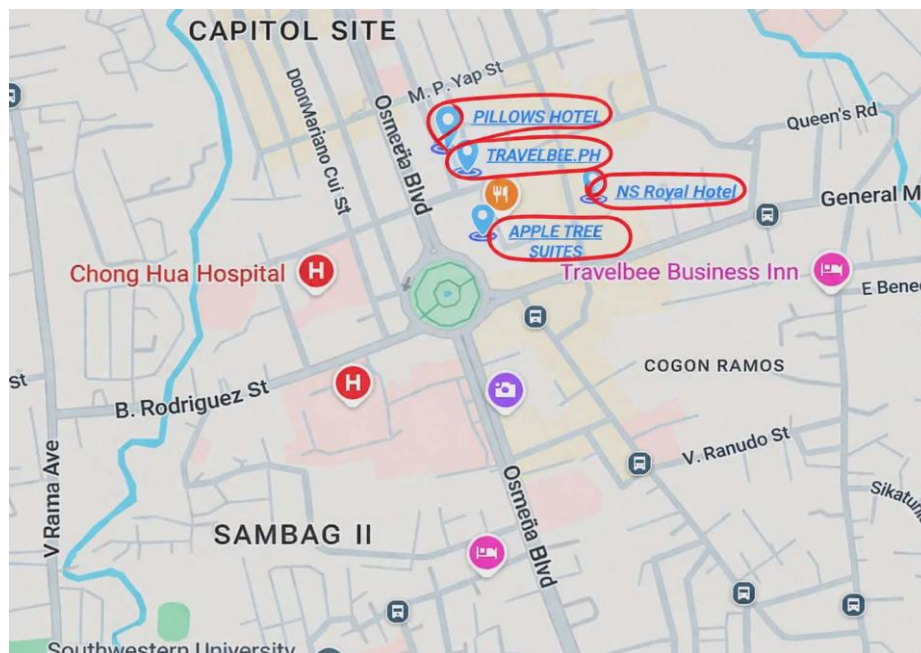 CAPITOL SITE
M. P. Yap St
Mariano Cui St
Osmeña Blvd
PILLOWS HOTEL
TRAVELBEE.PH
Queen's Rd
NS Royal Hotel
General M
APPLE TREE
SUITES
Chong Hua Hospital
H
Travelbee Business Inn
E Bene
COGON RAMOS
H
B. Rodriguez St
St
V. Ranudo St
V Rama Ave
Osmeña Blvd
Sikatuna
SAMBAG II
Southwestern University